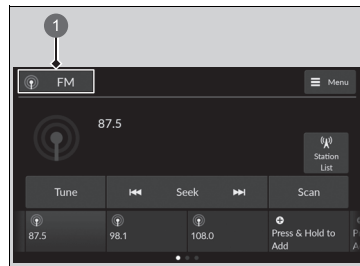 1
FM
Menu
87.5
Station
List
Tune
Seek
Scan
87.5
98.1
108.0
Press & Hold to
Add